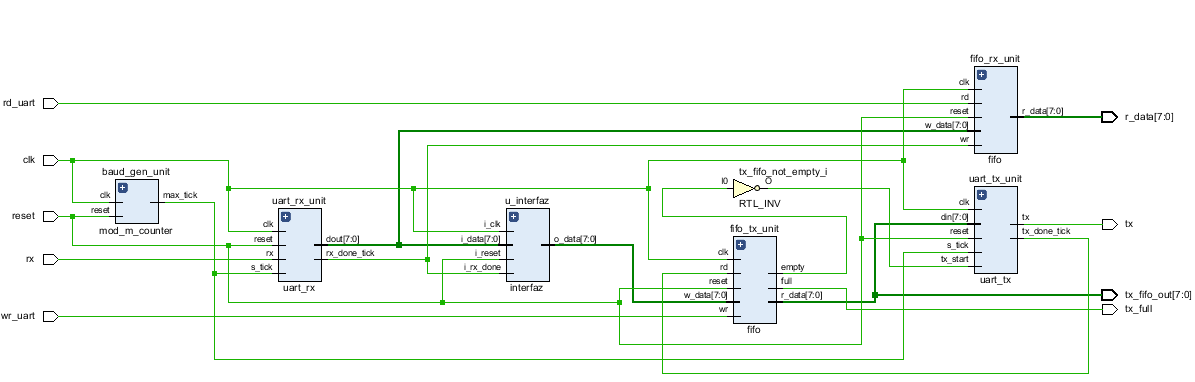 fifo_rx_unit
clk
rd
reset
w_data[7:0]
wr
r_data[7:0]
fifo
rd_uart
r_data[7:0]
clk
baud_gen_unit
clk
reset
max_tick
mod_m_counter
reset
rx
wr_uart
uart_rx_unit
clk
reset
rx
s_tick
dout[7:0]
rx_done_tick
uart_rx
u_interfaz
i_clk
i_data[7:0]
i_reset
i_rx_done
o_data[7:0]
interfaz
tx_fifo_not_empty_i
I0
O
RTL_INV
fifo_tx_unit
clk
rd
reset
w_data[7:0]
wr
empty
full
r_data[7:0]
fifo
uart_tx_unit
clk
din[7:0]
reset
s_tick
tx_start
tx
tx_done_tick
uart_tx
tx
tx_fifo_out[7:0]
tx_full